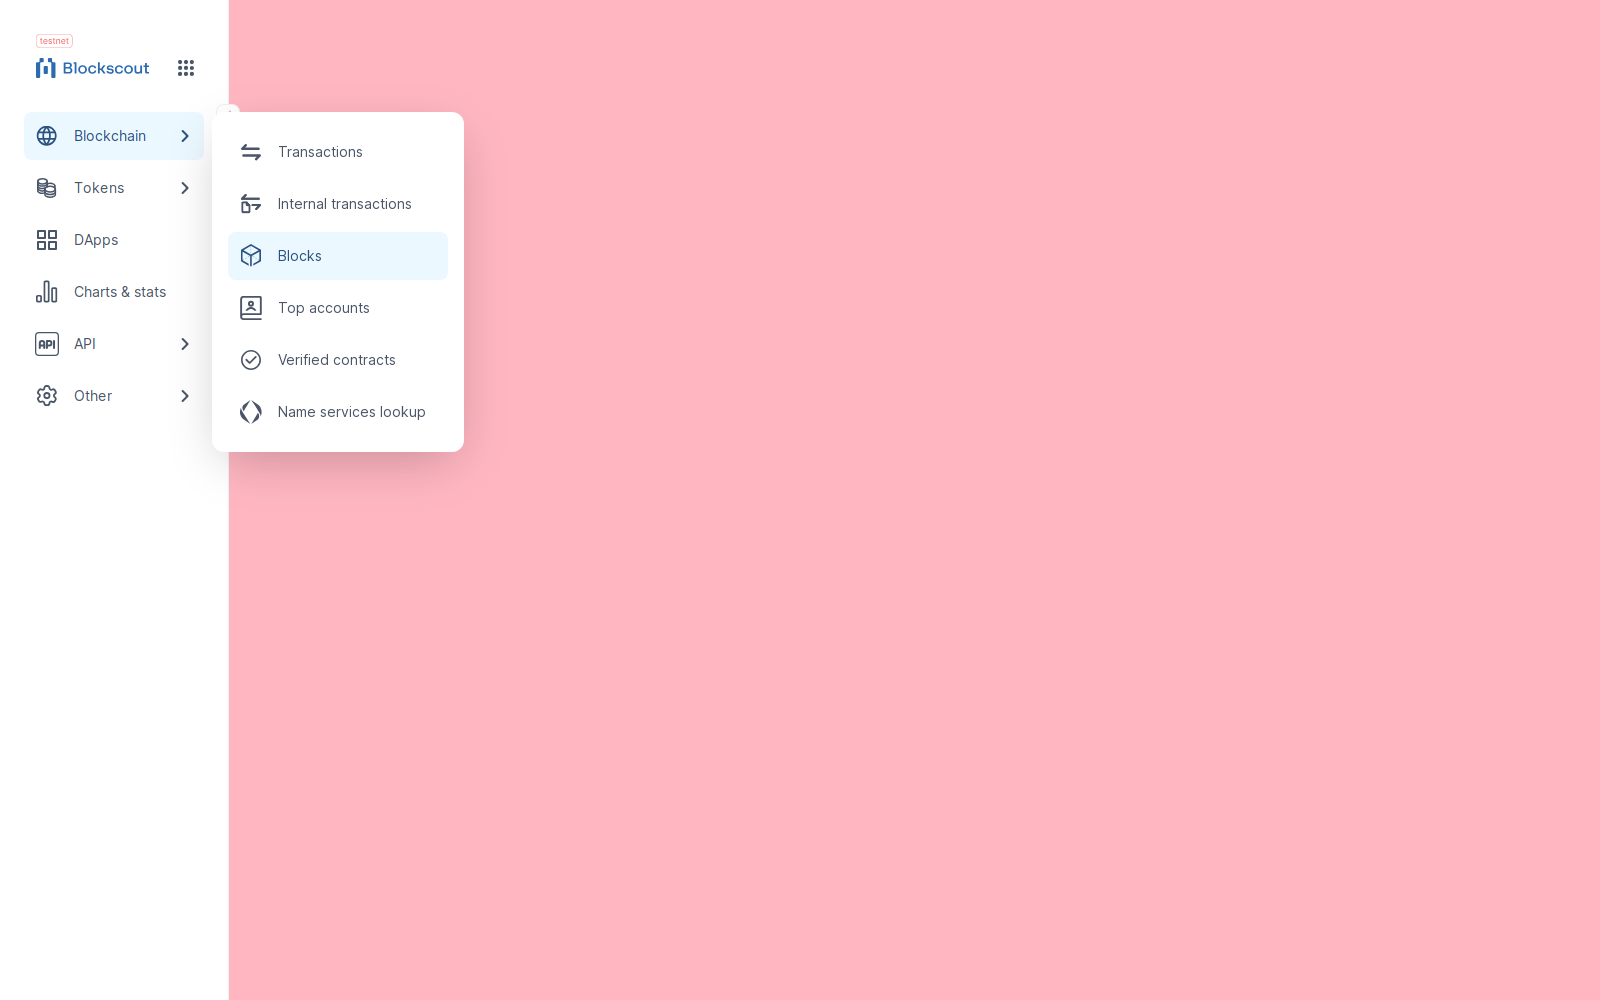 testnet
Blockscout
Blockchain
Tokens
DApps
Charts & stats
API
API
Other
Transactions
Internal transactions
Blocks
Top accounts
Verified contracts
Name services lookup